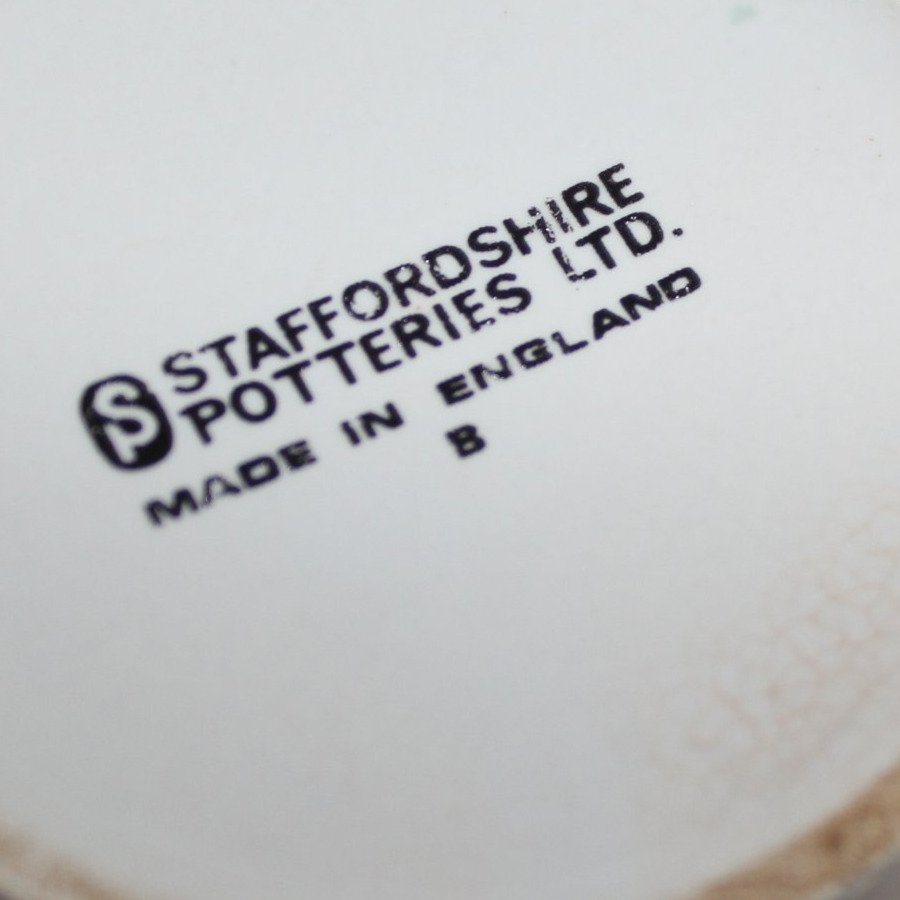 SP STAFFORDSHIRE
POTTERIES LTD.
MADE IN ENGLAND
B